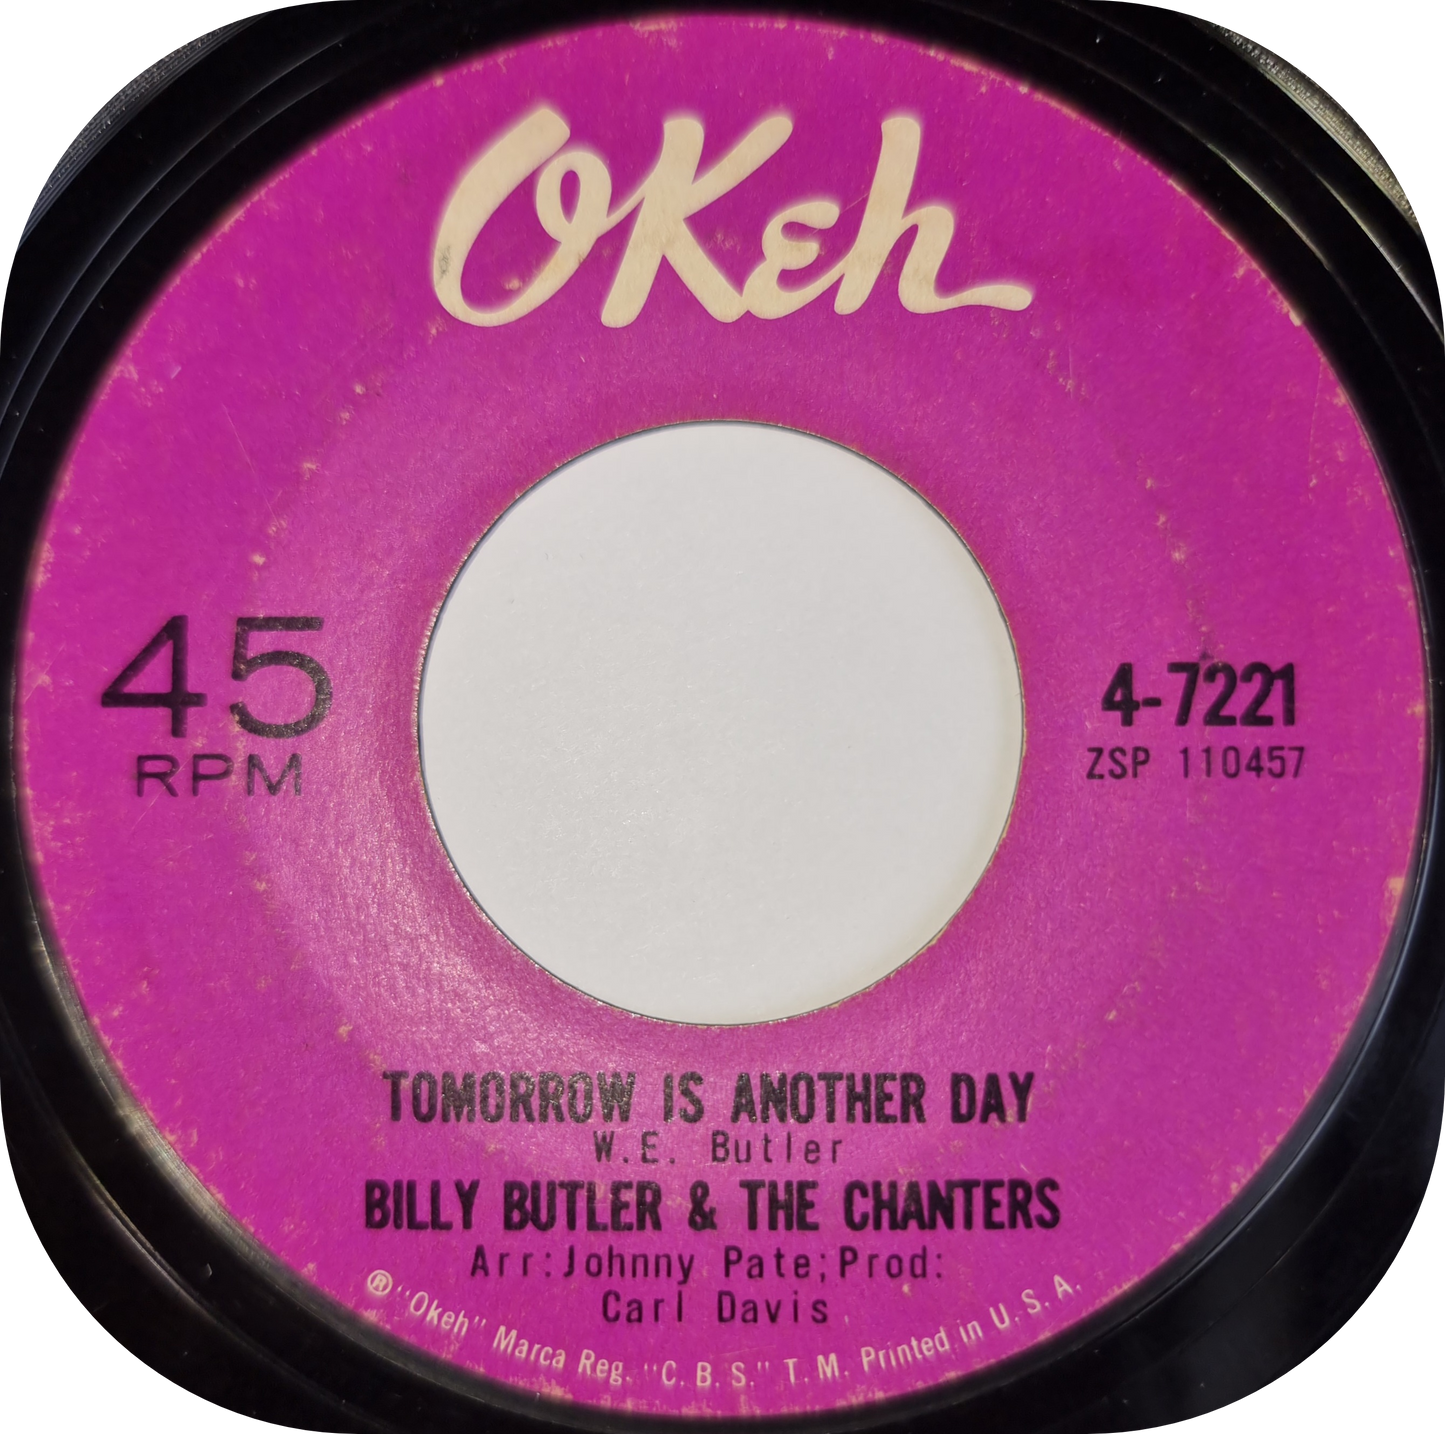 OKeh
45
RPM
4-7221
ZSP 110457
TOMORROW IS ANOTHER DAY
W.E. Butler
BILLY BUTLER & THE CHANTERS
Arr:Johnny Pate;Prod:
Carl Davis
® "Okeh" Marca Reg. "C. B. S." T. M. Printed in U. S. A.